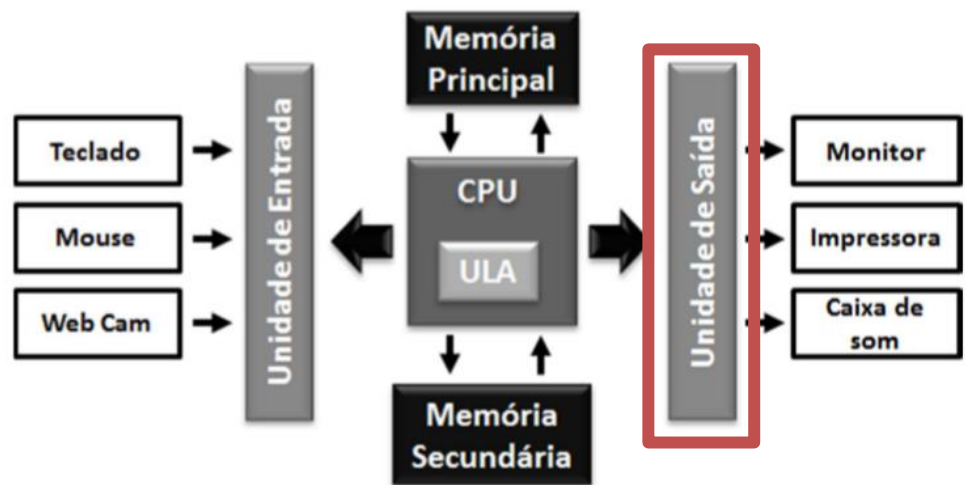 Memória
Principal
Teclado
Mouse
Web Cam
Unidade de Entrada
CPU
ULA
Unidade de Saída
Monitor
Impressora
Caixa de
som
Memória
Secundária